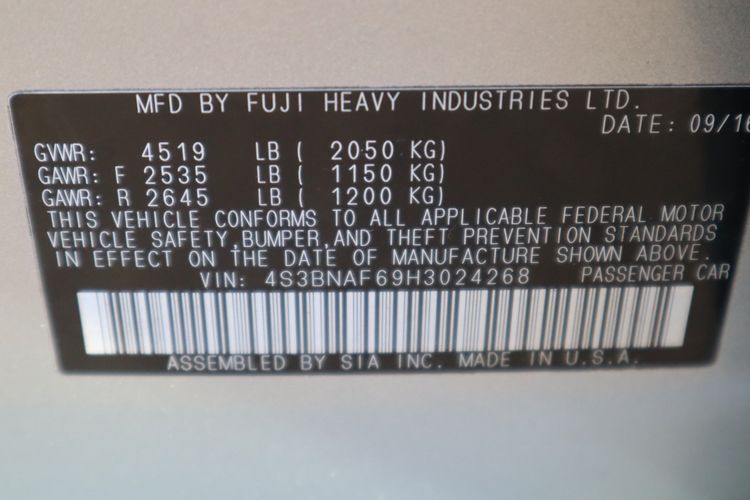 MFD BY FUJI HEAVY INDUSTRIES LTD.
DATE: 09/16
GVWR: 4519 LB ( 2050 KG)
GAWR: F 2535 LB ( 1150 KG)
GAWR: R 2645 LB ( 1200 KG)
THIS VEHICLE CONFORMS TO ALL APPLICABLE FEDERAL MOTOR
VEHICLE SAFETY,BUMPER,AND THEFT PREVENTION STANDARDS
IN EFFECT ON THE DATE OF MANUFACTURE SHOWN ABOVE.
VIN: 4S3BNAF69H3024268 PASSENGER CAR
ASSEMBLED BY SIA INC. MADE IN U.S.A.